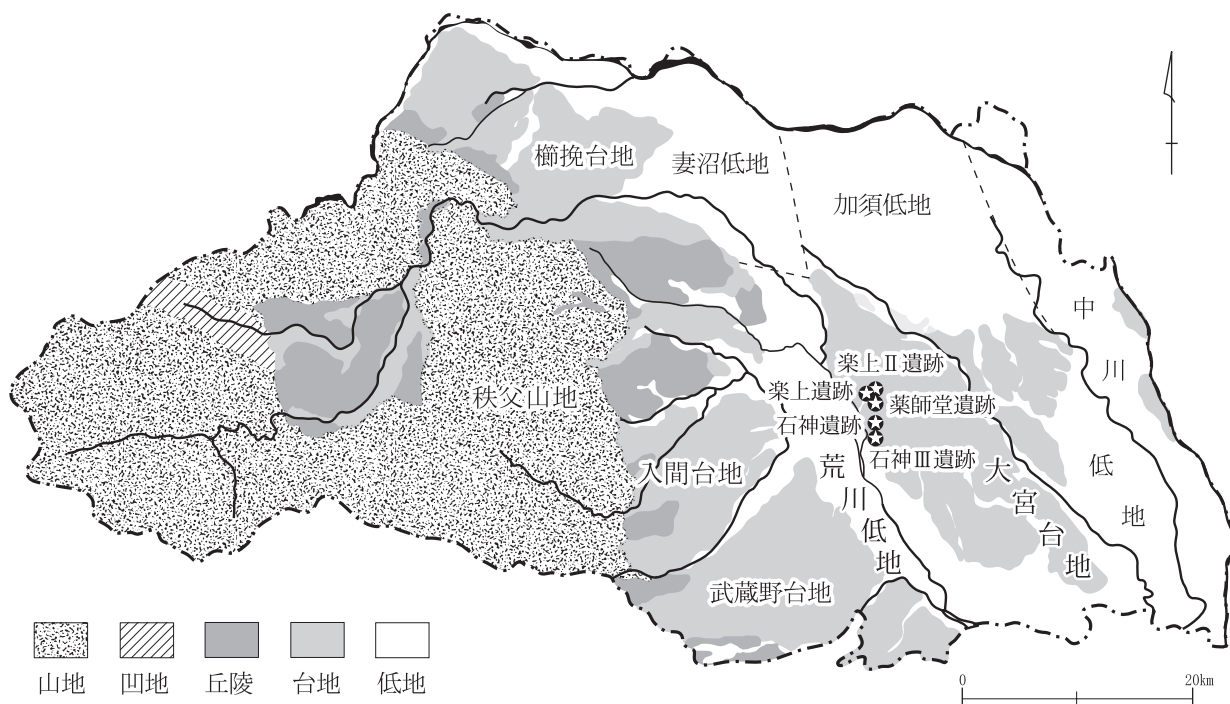 櫛挽台地
妻沼低地
加須低地
中川低地
楽上Ⅱ遺跡
楽上遺跡
薬師堂遺跡
石神遺跡
石神Ⅲ遺跡
秩父山地
入間台地
荒川低地
大宮台地
武蔵野台地
山地
凹地
丘陵
台地
低地
0
20km